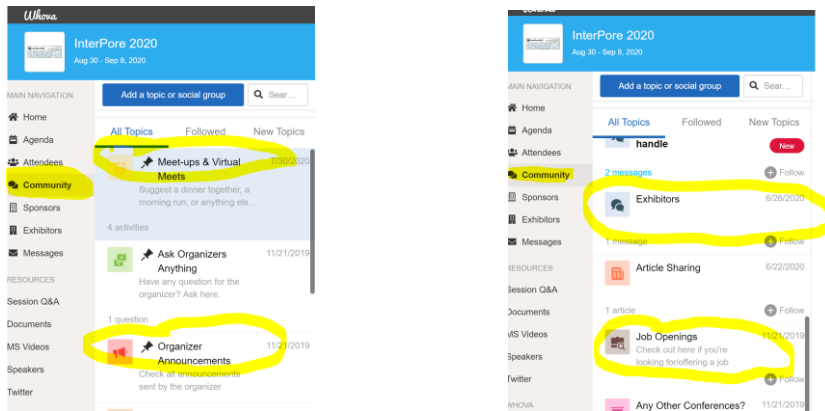 Whova
InterPore 2020
Aug 30 - Sep 8, 2020
MAIN NAVIGATION
Home
Agenda
Attendees
Community
Sponsors
Exhibitors
Messages
RESOURCES
Session Q&A
Documents
MS Videos
Speakers
Twitter
Add a topic or social group
Sear...
All Topics Followed New Topics
Meet-ups & Virtual 7/30/2020
Meets
Suggest a dinner together, a
morning run, or anything els...
4 activities
Ask Organizers 11/21/2019
Anything
Have any question for the
organizer? Ask here.
1 question
Organizer 11/21/2019
Announcements
Check all announcements
sent by the organizer
InterPore 2020
Aug 30 - Sep 8, 2020
MAIN NAVIGATION
Home
Agenda
Attendees
Community
Sponsors
Exhibitors
Messages
RESOURCES
Session Q&A
Documents
MS Videos
Speakers
Twitter
WHOVA
Add a topic or social group
Sear...
All Topics Followed New Topics
handle New
2 messages Follow
Exhibitors 6/26/2020
1 message Follow
Article Sharing 6/22/2020
1 article Follow
Job Openings 11/21/2019
Check out here if you're
looking for/offering a job
Follow
Any Other Conferences? 11/21/2019